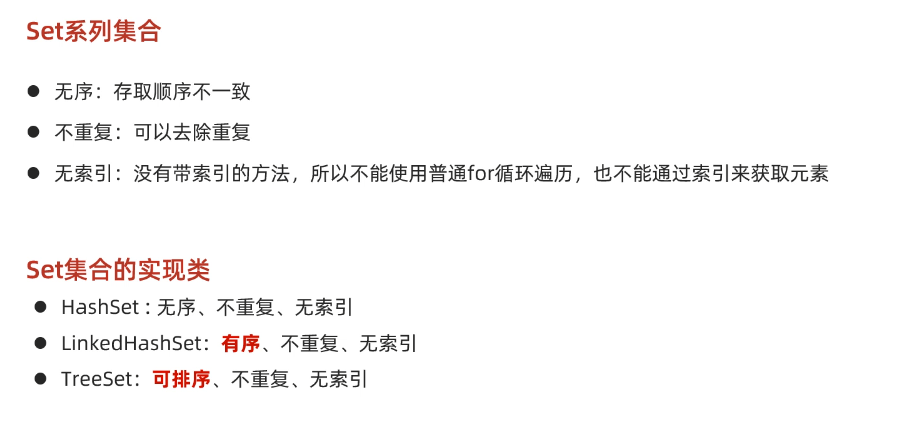 Set系列集合
● 无序：存取顺序不一致
● 不重复：可以去除重复
● 无索引：没有带索引的方法，所以不能使用普通for循环遍历，也不能通过索引来获取元素
Set集合的实现类
● HashSet : 无序、不重复、无索引
● LinkedHashSet：有序、不重复、无索引
● TreeSet：可排序、不重复、无索引